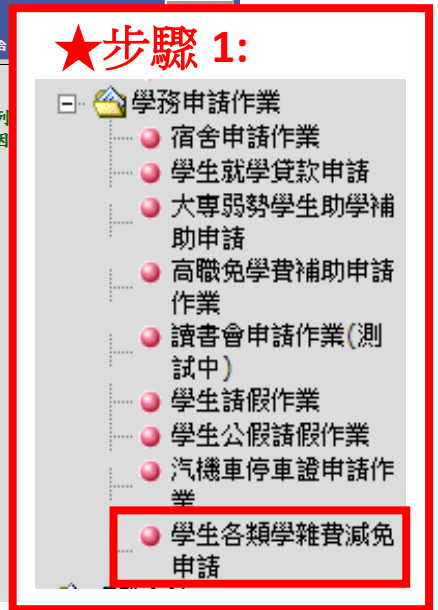 ★步驟 1:
學務申請作業
宿舍申請作業
學生就學貸款申請
大專弱勢學生助學補
助申請
高職免學費補助申請
作業
讀書會申請作業(測
試中)
學生請假作業
學生公假請假作業
汽機車停車證申請作
業
學生各類學雜費減免
申請